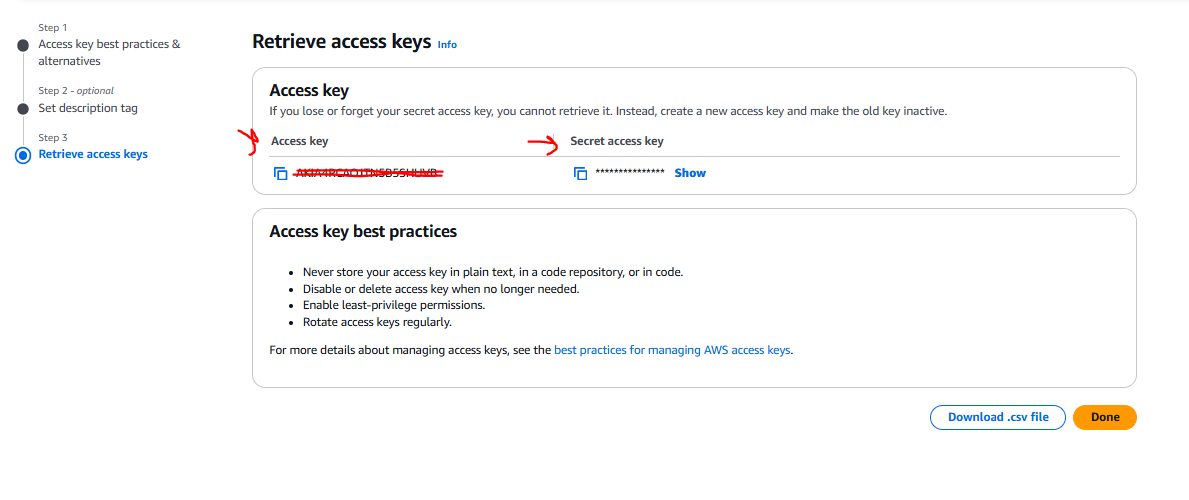 Step 1
Access key best practices &
alternatives
Step 2 - optional
Set description tag
Step 3
Retrieve access keys
Retrieve access keys Info
Access key
If you lose or forget your secret access key, you cannot retrieve it. Instead, create a new access key and make the old key inactive.
Access key Secret access key
*************** Show
Access key best practices
• Never store your access key in plain text, in a code repository, or in code.
• Disable or delete access key when no longer needed.
• Enable least-privilege permissions.
• Rotate access keys regularly.
For more details about managing access keys, see the best practices for managing AWS access keys.
Download .csv file Done